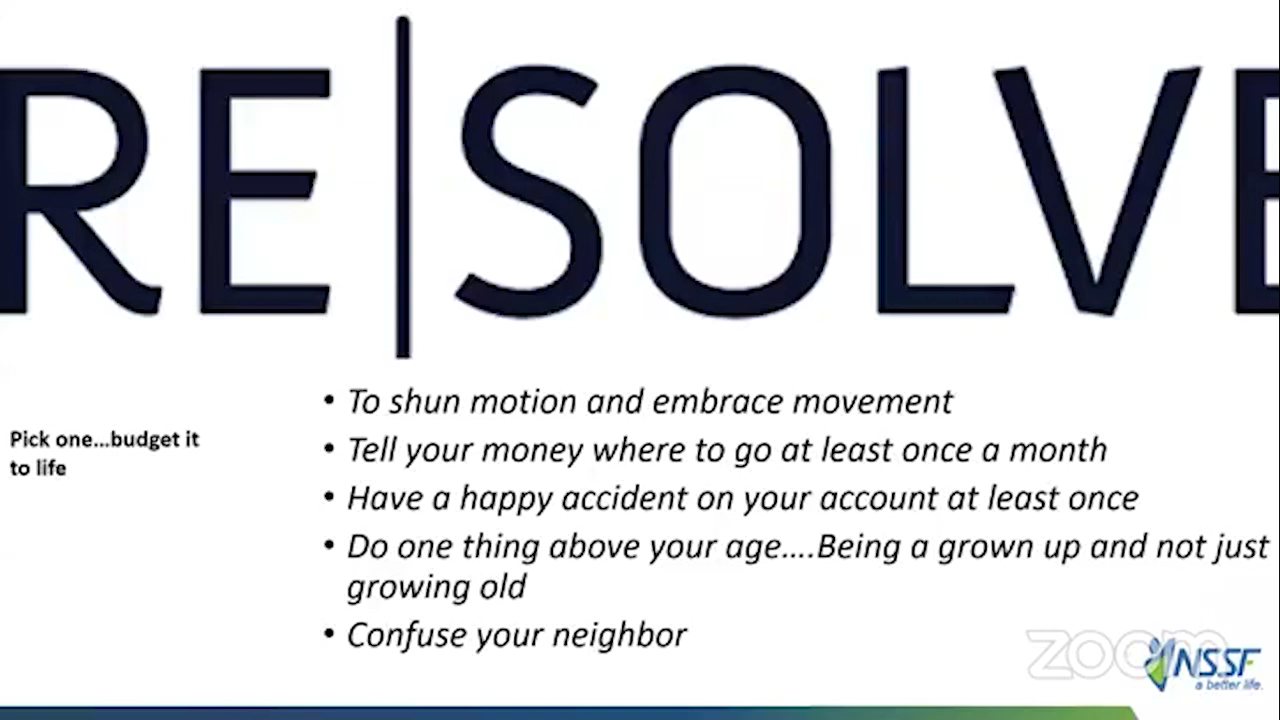 RE|SOLVE
Pick one...budget it
to life
• To shun motion and embrace movement
• Tell your money where to go at least once a month
• Have a happy accident on your account at least once
• Do one thing above your age....Being a grown up and not just
growing old
• Confuse your neighbor
zoom
NSSF
a better life.